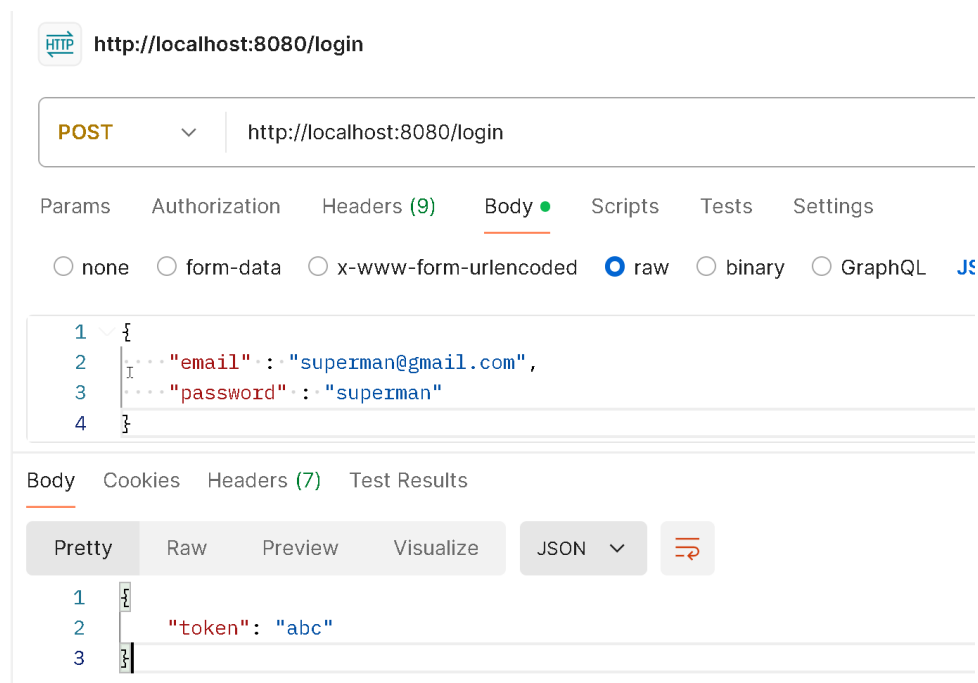 HTTP http://localhost:8080/login
POST http://localhost:8080/login
Params Authorization Headers (9) Body Scripts Tests Settings
none form-data x-www-form-urlencoded raw binary GraphQL JS
1 {
2 "email" : "superman@gmail.com",
3 "password" : "superman"
4 }
Body Cookies Headers (7) Test Results
Pretty Raw Preview Visualize JSON
1 {
2 "token": "abc"
3 }